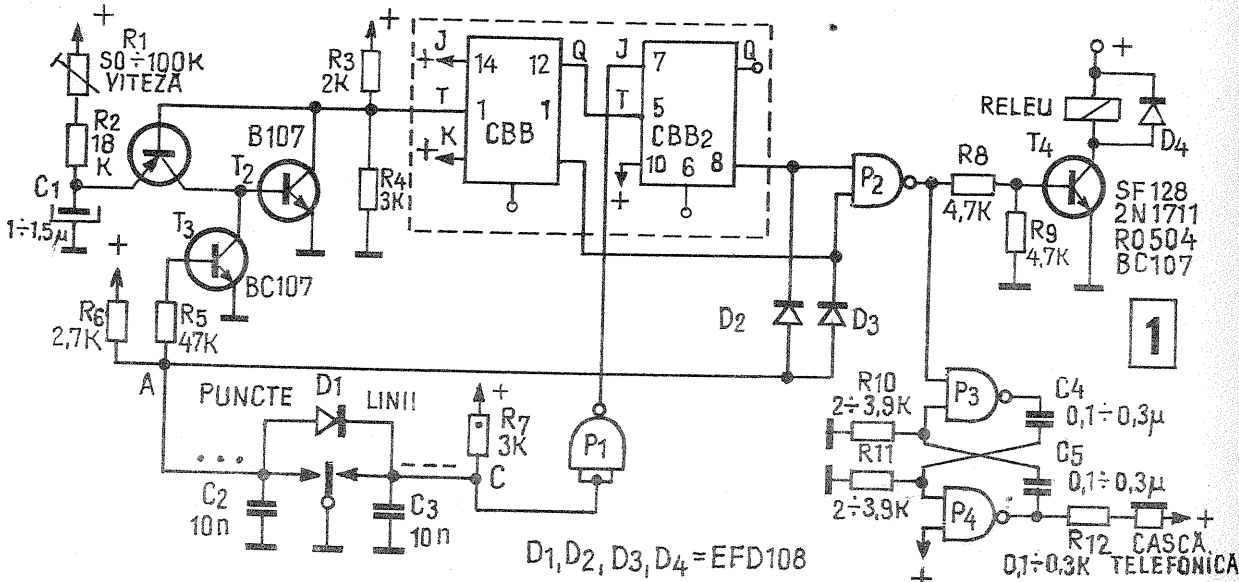 +
R1
50÷100K
VITEZĂ
R2
18
K
C1
1÷1,5µ
+
R3
2K
B107
T2
R4
3K
T3
BC107
+
R6
2,7K
R5
47K
A
J
+
14
T
1
K
+
12
Q
1
CBB
J
7
T
5
10
+
6
8
Q
CBB2
P2
R8
4,7K
R9
4,7K
+
RELEU
D4
T4
SF128
2N1711
RO504
BC107
1
D2
D3
PUNCTE
D1
LINII
...
C2
10n
C3
10n
----
+
R7
3K
C
P1
R10
2÷3,9K
R11
2÷3,9K
P3
C4
0,1÷0,3µ
C5
0,1÷0,3µ
P4
+
R12
0,1÷0,3K
CASCĂ
TELEFONICĂ
+
D1, D2, D3, D4 = EFD108